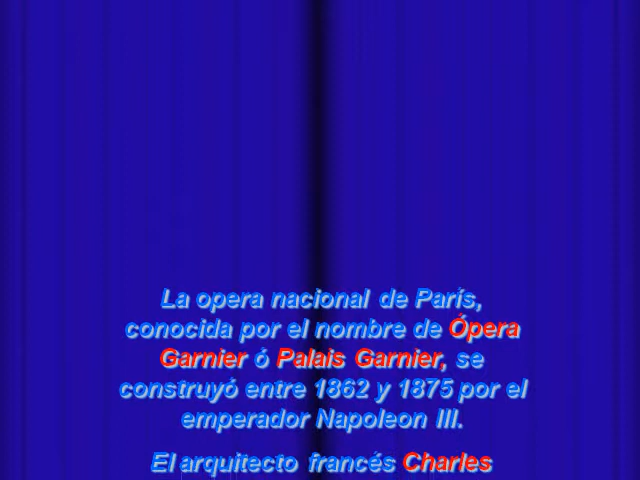 La opera nacional de París,
conocida por el nombre de Ópera
Garnier ó Palais Garnier, se
construyó entre 1862 y 1875 por el
emperador Napoleon III.
El arquitecto francés Charles